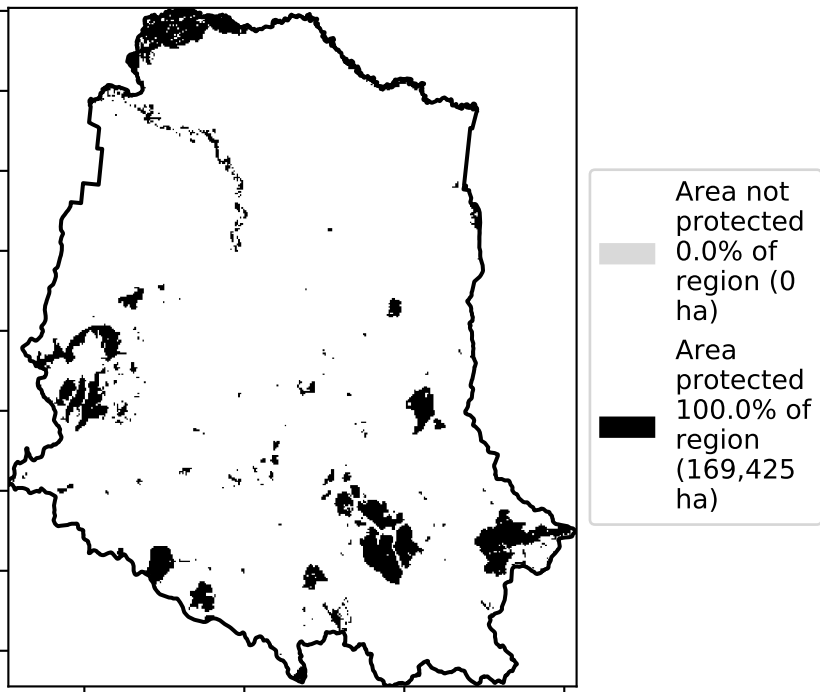 Area not
protected
0.0% of
region (0
ha)
Area
protected
100.0% of
region
(169,425
ha)